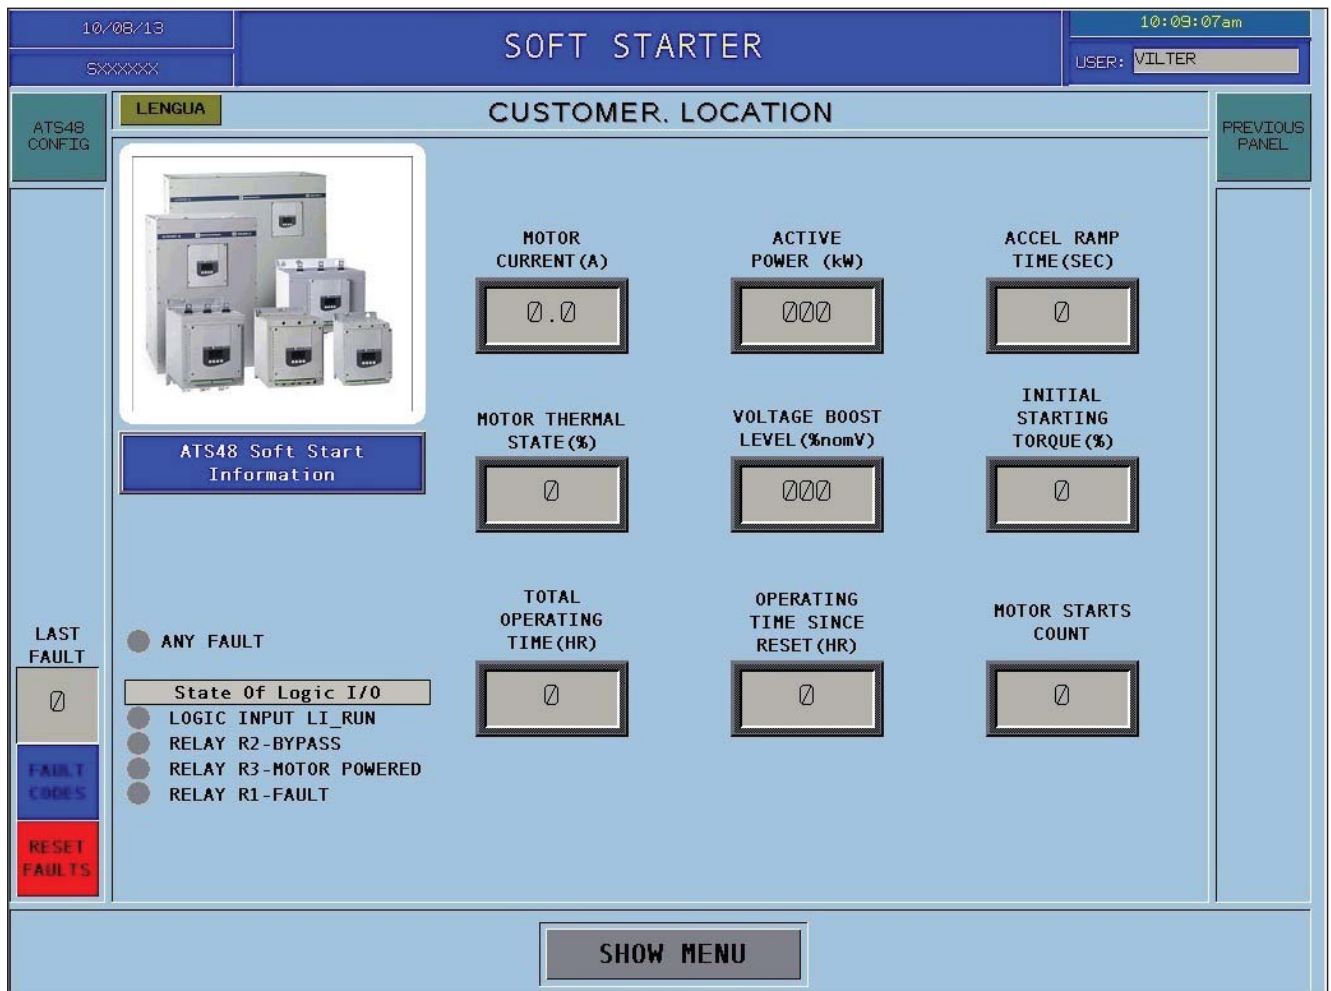 10/08/13
SXXXXXX
SOFT STARTER
10:09:07am
USER: VILTER
ATS48
CONFIG
LENGUA
CUSTOMER. LOCATION
PREVIOUS
PANEL
MOTOR
CURRENT(A)
0.0
ACTIVE
POWER (kW)
000
ACCEL RAMP
TIME(SEC)
0
ATS48 Soft Start
Information
MOTOR THERMAL
STATE(%)
0
VOLTAGE BOOST
LEVEL(%nomV)
000
INITIAL
STARTING
TORQUE(%)
0
TOTAL
OPERATING
TIME(HR)
0
OPERATING
TIME SINCE
RESET(HR)
0
MOTOR STARTS
COUNT
0
LAST
FAULT
0
FAULT
CODES
RESET
FAULTS
ANY FAULT
State Of Logic I/O
LOGIC INPUT LI_RUN
RELAY R2-BYPASS
RELAY R3-MOTOR POWERED
RELAY R1-FAULT
SHOW MENU